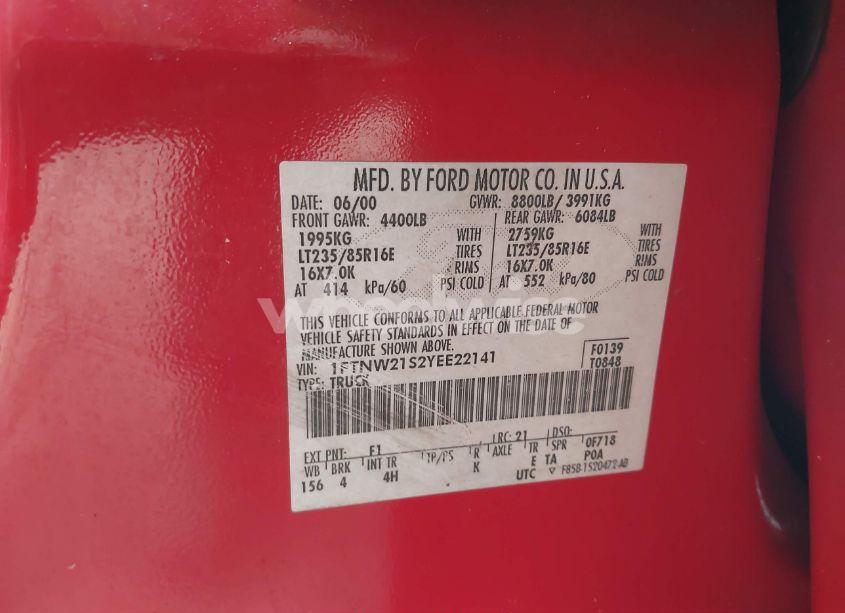 MFD. BY FORD MOTOR CO. IN U.S.A.
DATE: 06/00 GVWR: 8800LB/ 3991KG
FRONT GAWR: 4400LB REAR GAWR: 6084LB
1995KG WITH 2759KG WITH
LT235/85R16E TIRES LT235/85R16E TIRES
16X7.0K RIMS 16X7.0K RIMS
AT 414 kPa/60 PSI COLD AT 552 kPa/80 PSI COLD
THIS VEHICLE CONFORMS TO ALL APPLICABLE FEDERAL MOTOR
VEHICLE SAFETY STANDARDS IN EFFECT ON THE DATE OF
MANUFACTURE SHOWN ABOVE.
VIN: 1FTNW21S2YEE22141 F0139
TYPE: TRUCK T0848
EXT PNT: F1 RC: 21 DSO:
WB BRK INT TR TP/PS R AXLE TR SPR 0F718
156 4 4H K E TA POA
UTC F85B-1520472-AB